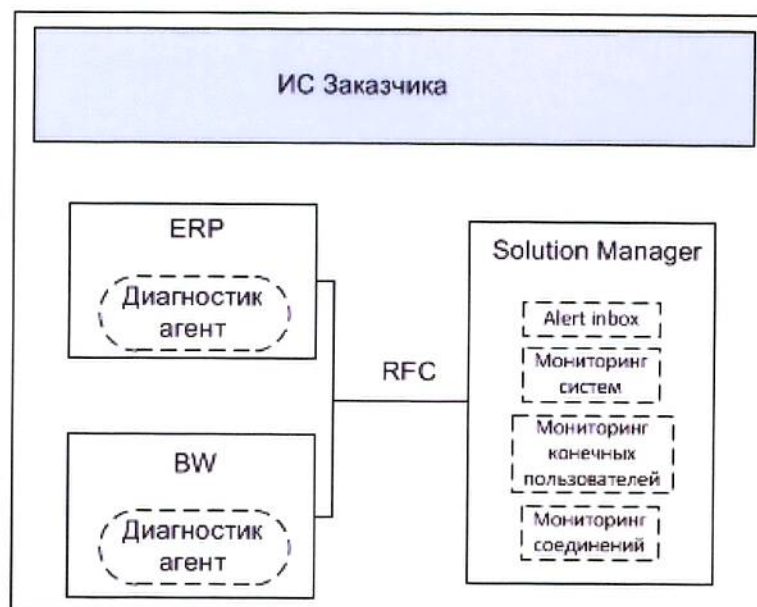 ИС Заказчика
ERP
Диагностик
агент
BW
Диагностик
агент
RFC
Solution Manager
Alert inbox
Мониторинг
систем
Мониторинг
конечных
пользователей
Мониторинг
соединений